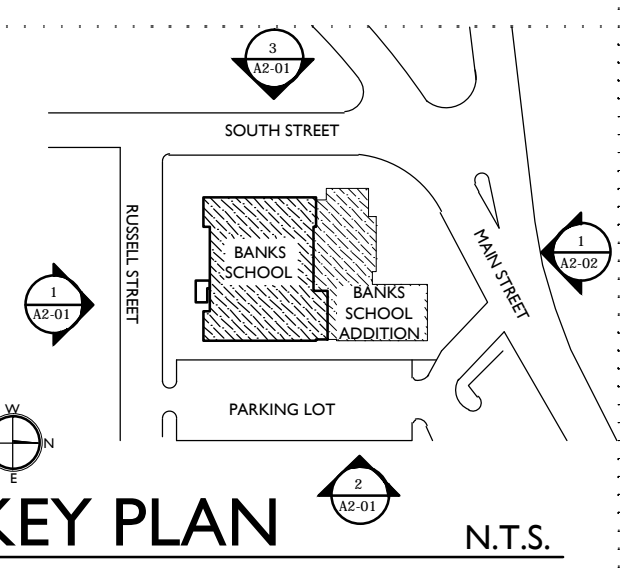 3
A2-01
SOUTH STREET
RUSSELL STREET
BANKS
SCHOOL
MAIN STREET
1
A2-02
1
A2-01
BANKS
SCHOOL
ADDITION
PARKING LOT
W
N
E
2
A2-01
KEY PLAN
N.T.S.